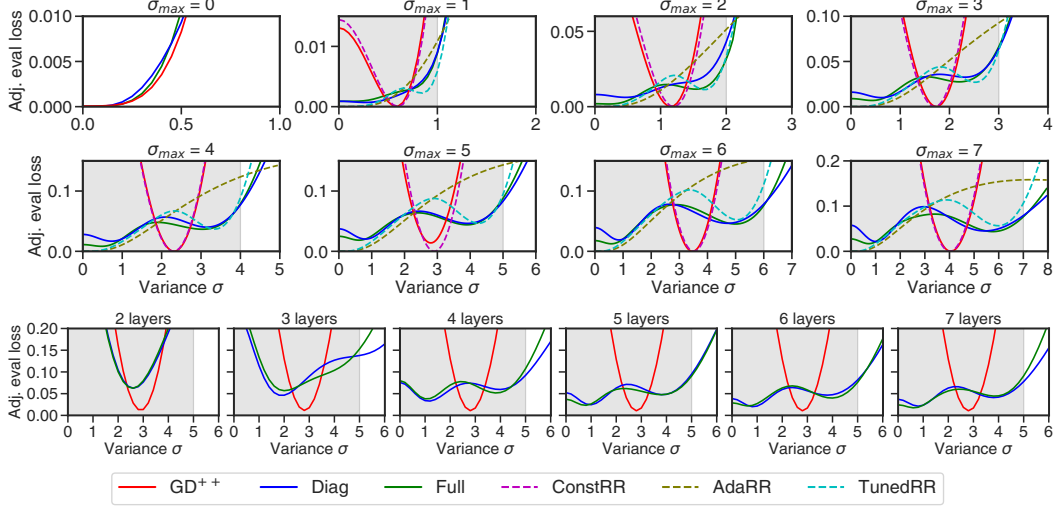 σmax = 0
σmax = 1
σmax = 2
σmax = 3
Adj. eval loss
0.010
0.005
0.000
0.0
0.5
1.0
0.01
0.00
0
1
2
0.05
0.00
0
1
2
3
0.10
0.05
0.00
0
1
2
3
4
σmax = 4
σmax = 5
σmax = 6
σmax = 7
Adj. eval loss
0.1
0.0
0 1 2 3 4 5
Variance σ
0.1
0.0
0 1 2 3 4 5 6
Variance σ
0.1
0.0
0 1 2 3 4 5 6 7
Variance σ
0.2
0.1
0.0
0 1 2 3 4 5 6 7 8
Variance σ
2 layers
3 layers
4 layers
5 layers
6 layers
7 layers
Adj. eval loss
0.20
0.15
0.10
0.05
0.00
0 1 2 3 4 5 6
0 1 2 3 4 5 6
0 1 2 3 4 5 6
0 1 2 3 4 5 6
0 1 2 3 4 5 6
0 1 2 3 4 5 6
Variance σ
Variance σ
Variance σ
Variance σ
Variance σ
Variance σ
GD++ Diag Full ConstRR AdaRR TunedRR